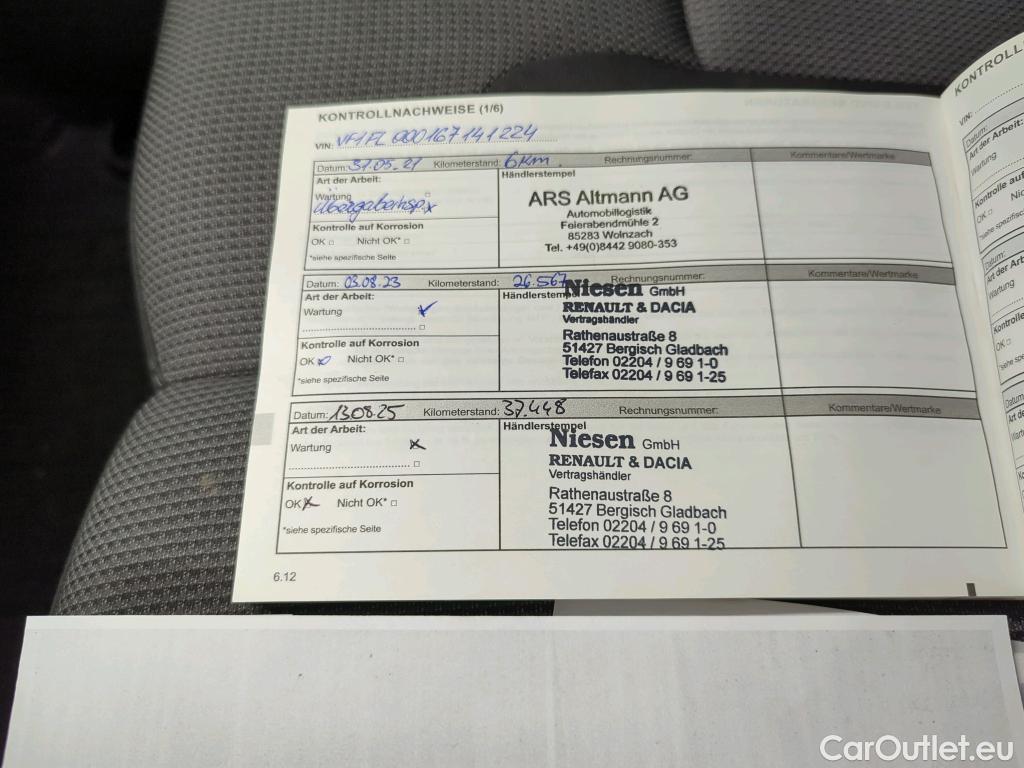 KONTROLLNACHWEISE (1/6)
VIN: VF1FL000167141224
Datum: 31.05.21 Kilometerstand: 6km. Rechnungsnummer: Kommentare/Wertmarke
Art der Arbeit:
Wartung
Übergabeinsp. x
Kontrolle auf Korrosion
OK □ Nicht OK* □
*siehe spezifische Seite
Händlerstempel
ARS Altmann AG
Automobillogistik
Feierabendmühle 2
85283 Wolnzach
Tel. +49(0)8442 9080-353
Datum: 03.08.23 Kilometerstand: 26.567 Rechnungsnummer: Kommentare/Wertmarke
Art der Arbeit:
Wartung
Kontrolle auf Korrosion
OK Nicht OK* □
*siehe spezifische Seite
Händlerstempel
Niesen GmbH
RENAULT & DACIA
Vertragshändler
Rathenaustraße 8
51427 Bergisch Gladbach
Telefon 02204 / 9 69 1-0
Telefax 02204 / 9 69 1-25
Datum: 13.08.25 Kilometerstand: 37.448 Rechnungsnummer: Kommentare/Wertmarke
Art der Arbeit:
Wartung x
Kontrolle auf Korrosion
OK x Nicht OK* □
*siehe spezifische Seite
Händlerstempel
Niesen GmbH
RENAULT & DACIA
Vertragshändler
Rathenaustraße 8
51427 Bergisch Gladbach
Telefon 02204 / 9 69 1-0
Telefax 02204 / 9 69 1-25
6.12
VIN:
Datum:
Art der Arbeit:
Wartung
OK □
CarOutlet.eu